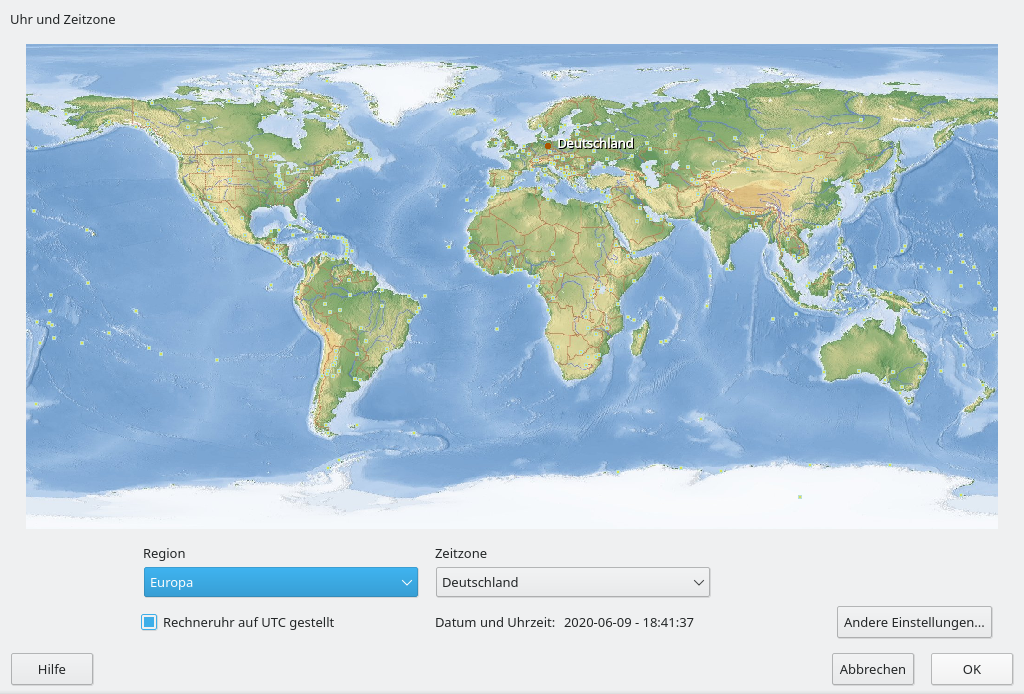 Uhr und Zeitzone
Deutschland
Region
Zeitzone
Europa
Deutschland
Rechneruhr auf UTC gestellt
Datum und Uhrzeit: 2020-06-09 - 18:41:37
Andere Einstellungen...
Hilfe
Abbrechen
OK